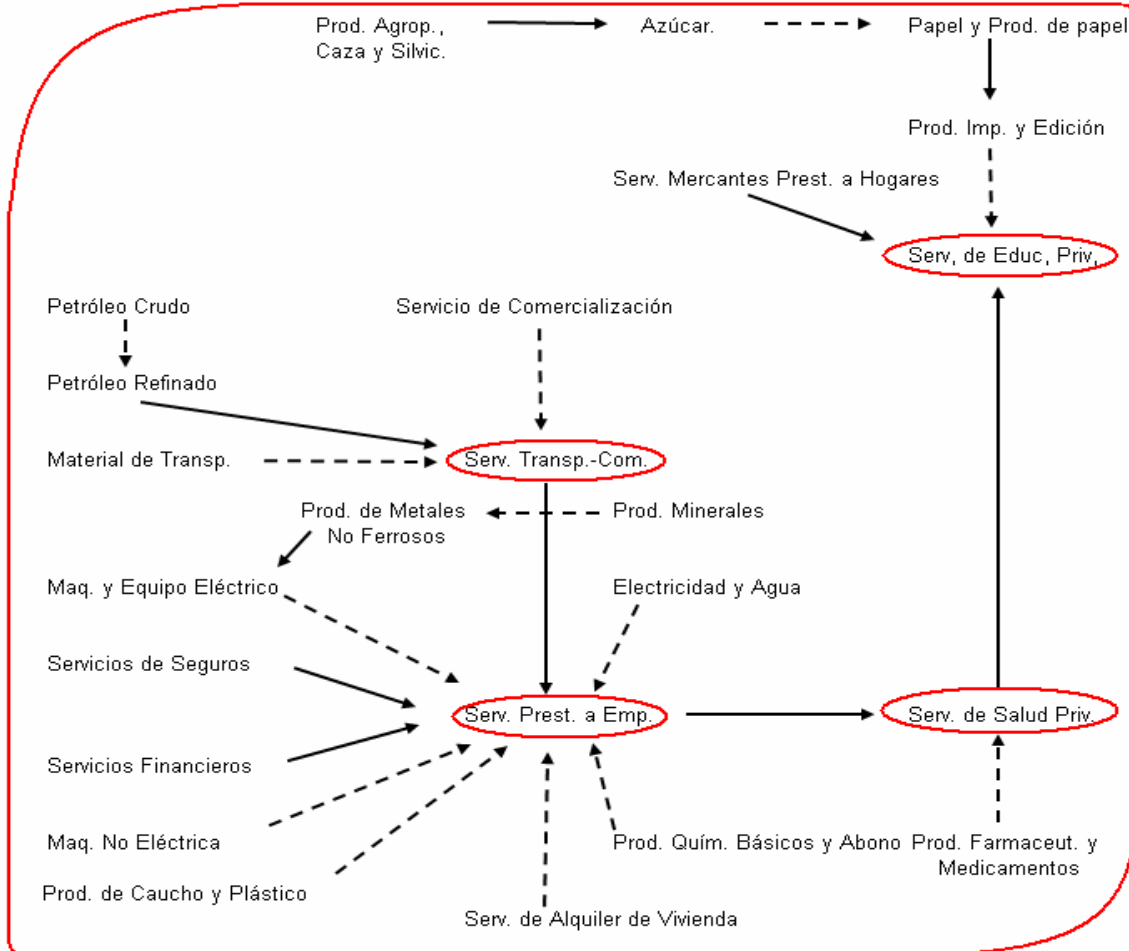 Prod. Agrop.,
Caza y Silvic.
Azúcar.
Papel y Prod. de papel
Prod. Imp. y Edición
Serv. Mercantes Prest. a Hogares
Serv, de Educ, Priv,
Petróleo Crudo
Servicio de Comercialización
Petróleo Refinado
Material de Transp.
Serv. Transp.-Com.
Prod. de Metales
No Ferrosos
Prod. Minerales
Maq. y Equipo Eléctrico
Electricidad y Agua
Servicios de Seguros
Serv. Prest. a Emp.
Serv. de Salud Priv.
Servicios Financieros
Maq. No Eléctrica
Prod. Quím. Básicos y Abono
Prod. Farmaceut. y
Medicamentos
Prod. de Caucho y Plástico
Serv. de Alquiler de Vivienda